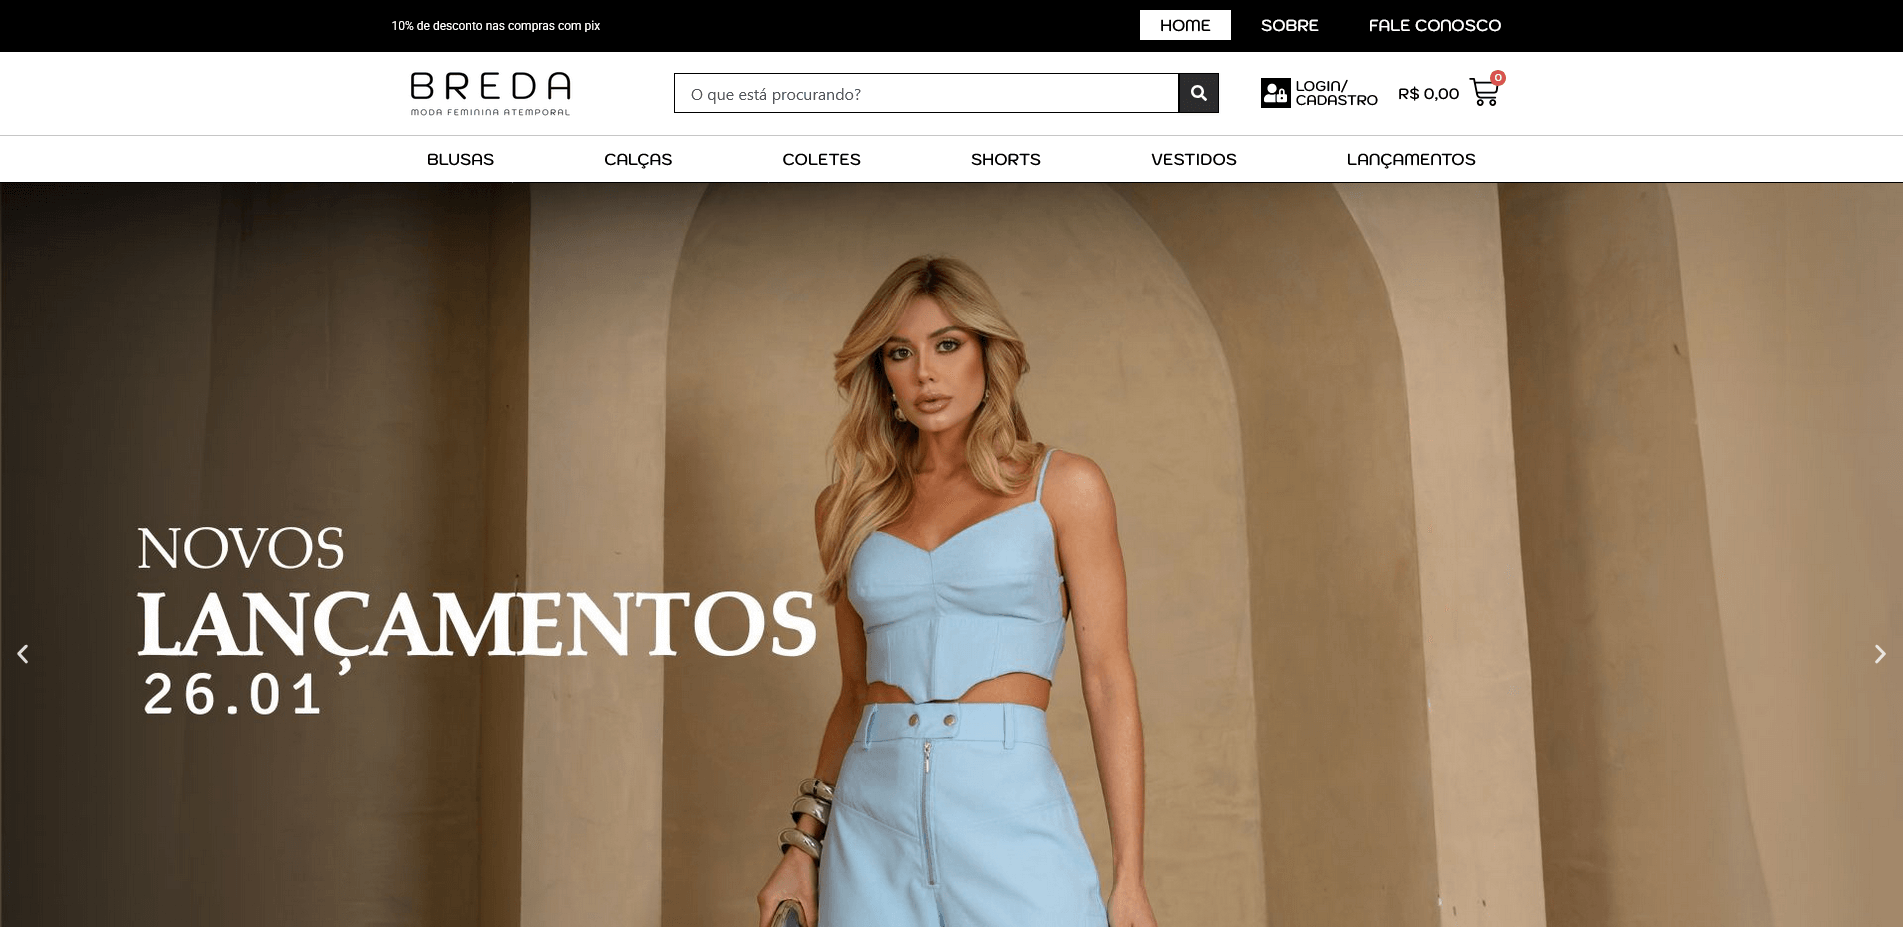 10% de desconto nas compras com pix
HOME
SOBRE
FALE CONOSCO
BREDA
MODA FEMININA ATEMPORAL
O que está procurando?
LOGIN/
CADASTRO
R$ 0,00
0
BLUSAS
CALÇAS
COLETES
SHORTS
VESTIDOS
LANÇAMENTOS
NOVOS
LANÇAMENTOS
26.01